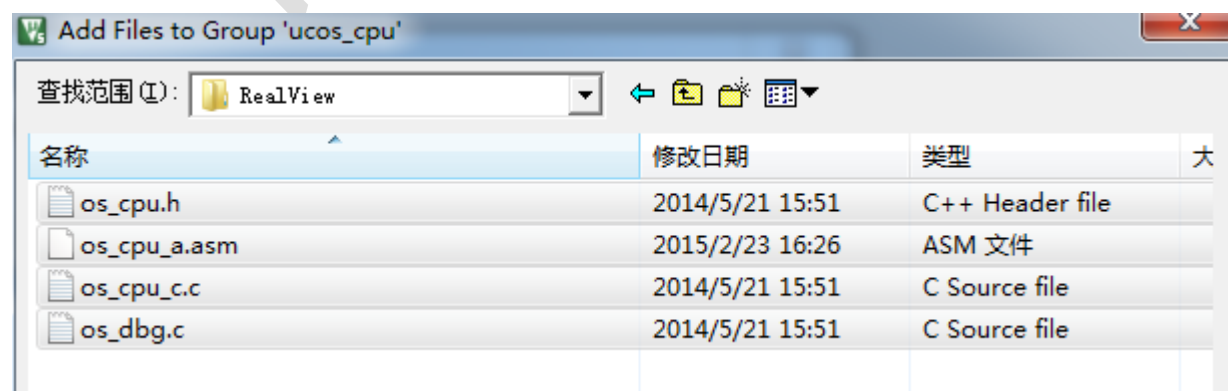 Add Files to Group 'ucos_cpu'
查找范围(I): RealView
名称 修改日期 类型 大
os_cpu.h 2014/5/21 15:51 C++ Header file
os_cpu_a.asm 2015/2/23 16:26 ASM 文件
os_cpu_c.c 2014/5/21 15:51 C Source file
os_dbg.c 2014/5/21 15:51 C Source file